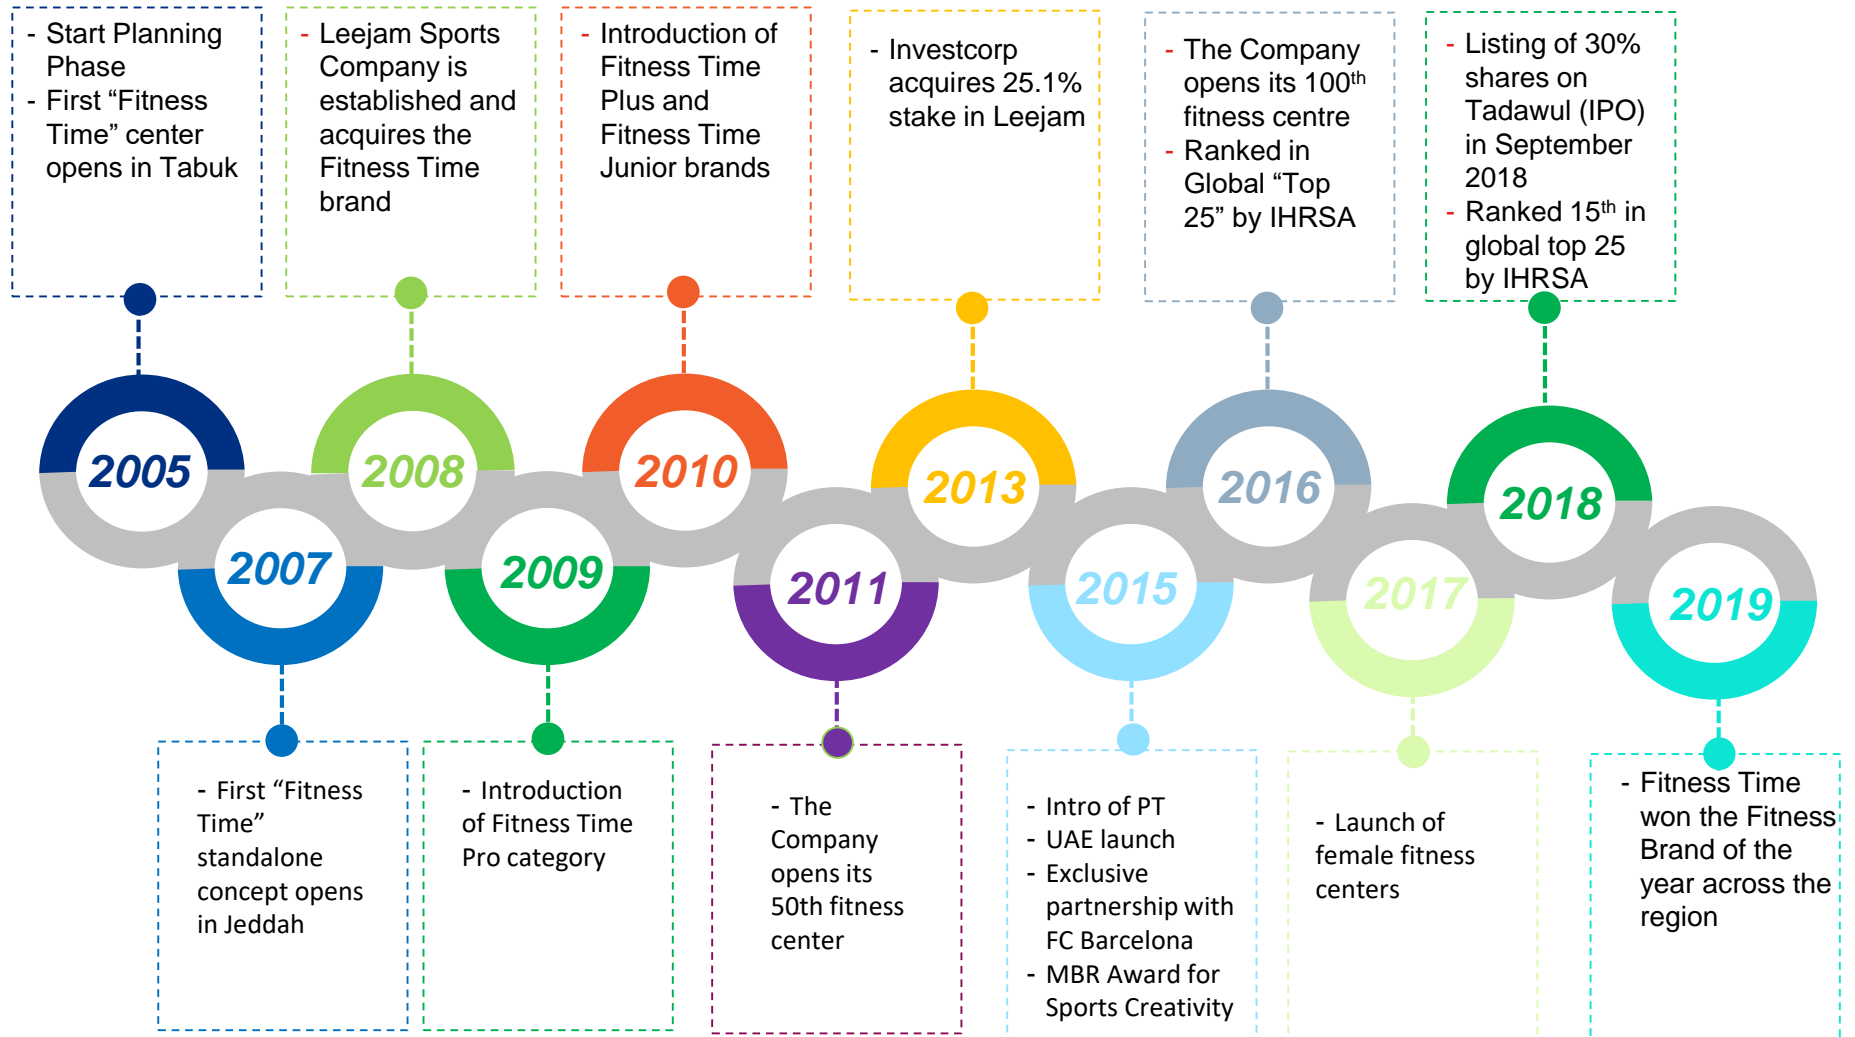 - Start Planning
Phase
- First “Fitness
Time” center
opens in Tabuk
- Leejam Sports
Company is
established and
acquires the
Fitness Time
brand
- Introduction of
Fitness Time
Plus and
Fitness Time
Junior brands
- Investcorp
acquires 25.1%
stake in Leejam
- The Company
opens its 100th
fitness centre
- Ranked in
Global “Top
25” by IHRSA
- Listing of 30%
shares on
Tadawul (IPO)
in September
2018
- Ranked 15th in
global top 25
by IHRSA
2005
2007
2008
2009
2010
2011
2013
2015
2016
2017
2018
2019
- First “Fitness
Time”
standalone
concept opens
in Jeddah
- Introduction
of Fitness Time
Pro category
- The
Company
opens its
50th fitness
center
- Intro of PT
- UAE launch
- Exclusive
partnership with
FC Barcelona
- MBR Award for
Sports Creativity
- Launch of
female fitness
centers
- Fitness Time
won the Fitness
Brand of the
year across the
region